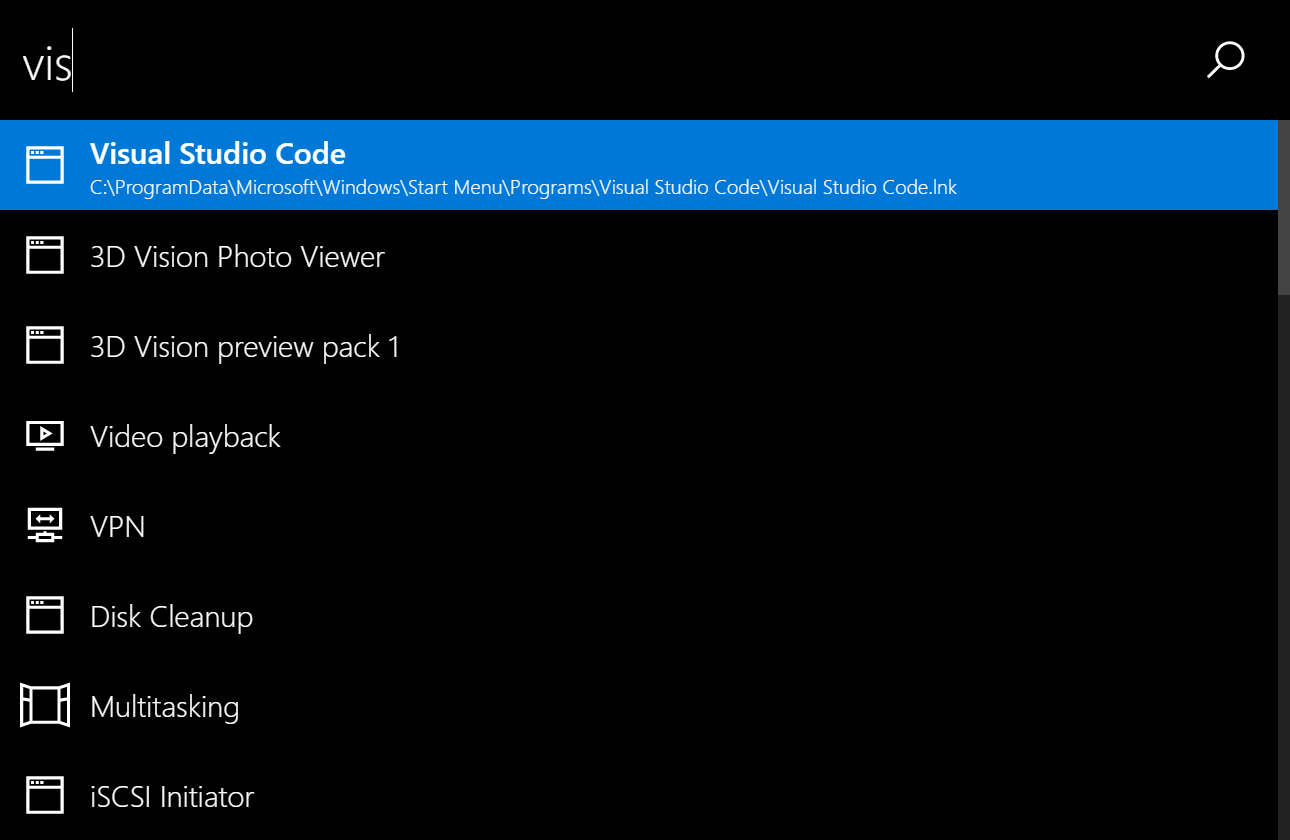 vis
Visual Studio Code
C:\ProgramData\Microsoft\Windows\Start Menu\Programs\Visual Studio Code\Visual Studio Code.lnk
3D Vision Photo Viewer
3D Vision preview pack 1
Video playback
VPN
Disk Cleanup
Multitasking
iSCSI Initiator